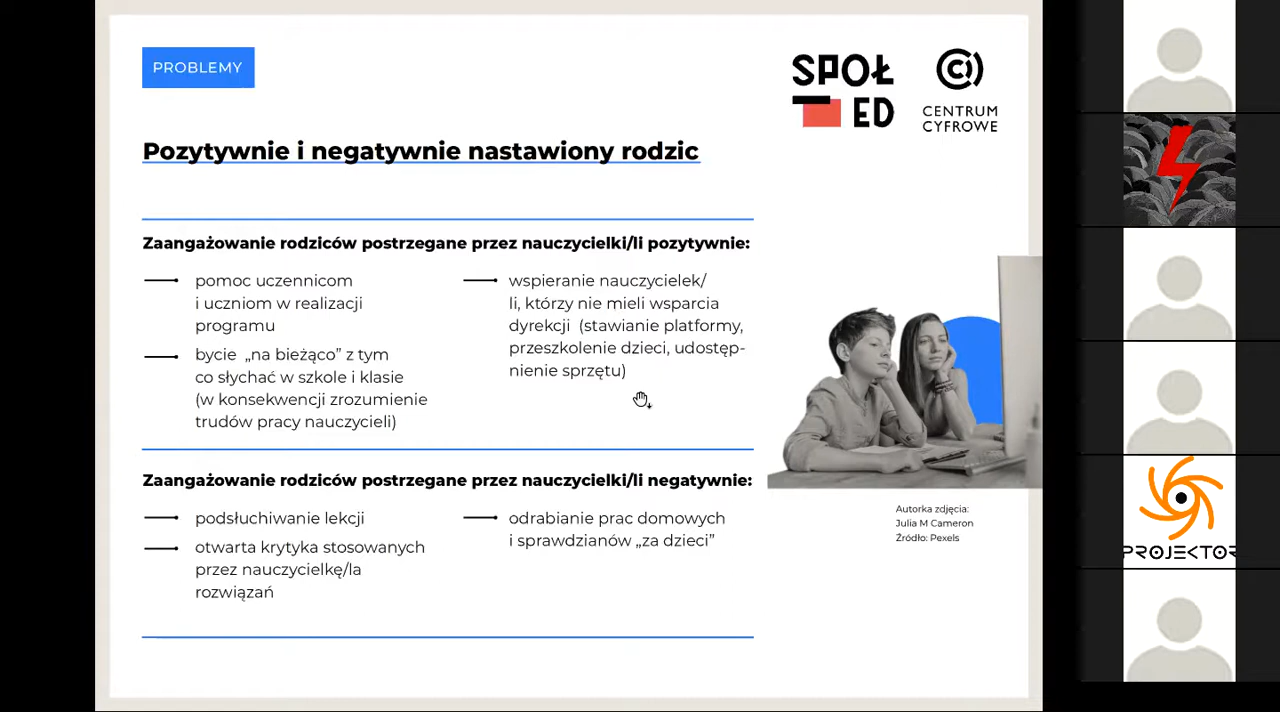 PROBLEMY
SPOŁ
ED
CENTRUM
CYFROWE
Pozytywnie i negatywnie nastawiony rodzic
Zaangażowanie rodziców postrzegane przez nauczycielki/li pozytywnie:
pomoc uczennicom
i uczniom w realizacji
programu
bycie „na bieżąco” z tym
co słychać w szkole i klasie
(w konsekwencji zrozumienie
trudów pracy nauczycieli)
wspieranie nauczycielek/
li, którzy nie mieli wsparcia
dyrekcji (stawianie platformy,
przeszkolenie dzieci, udostęp-
nienie sprzętu)
Zaangażowanie rodziców postrzegane przez nauczycielki/li negatywnie:
podsłuchiwanie lekcji
otwarta krytyka stosowanych
przez nauczycielkę/la
rozwiązań
odrabianie prac domowych
i sprawdzianów „za dzieci”
Autorka zdjęcia:
Julia M Cameron
Źródło: Pexels
PROJEKTOR